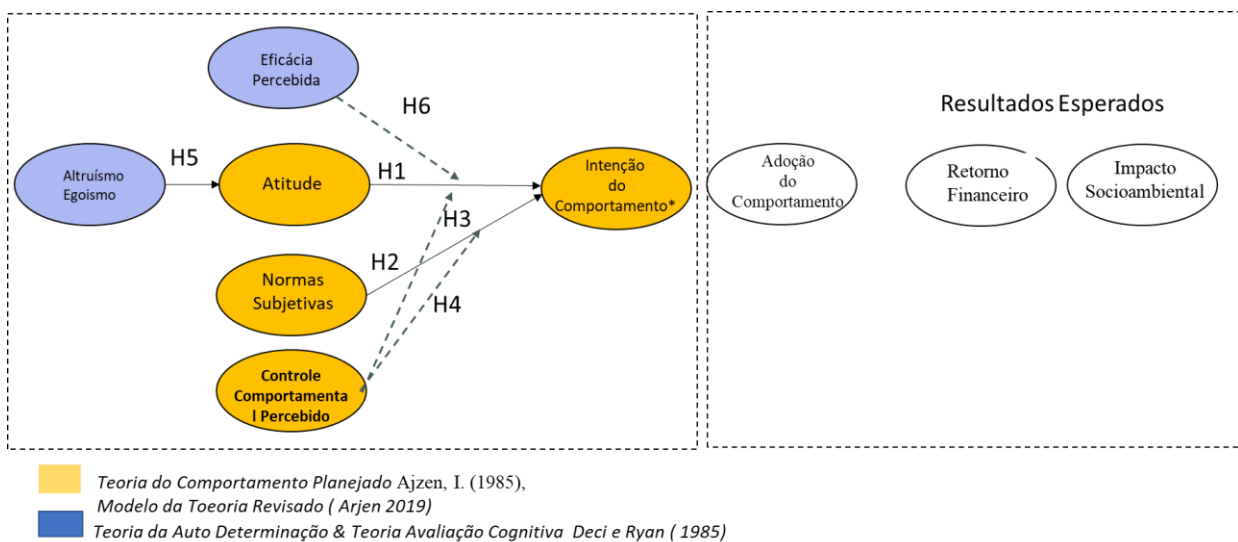 Eficácia
Percebida
H6
Altruísmo
Egoismo
H5
Atitude
H1
Intenção
do
Comportamento*
H3
H2
Normas
Subjetivas
H4
Controle
Comportamenta
l Percebido
Resultados Esperados
Adoção
do
Comportamento
Retorno
Financeiro
Impacto
Socioambiental
Teoria do Comportamento Planejado Ajzen, I. (1985),
Modelo da Toeoria Revisado ( Arjen 2019)
Teoria da Auto Determinação & Teoria Avaliação Cognitiva Deci e Ryan ( 1985)